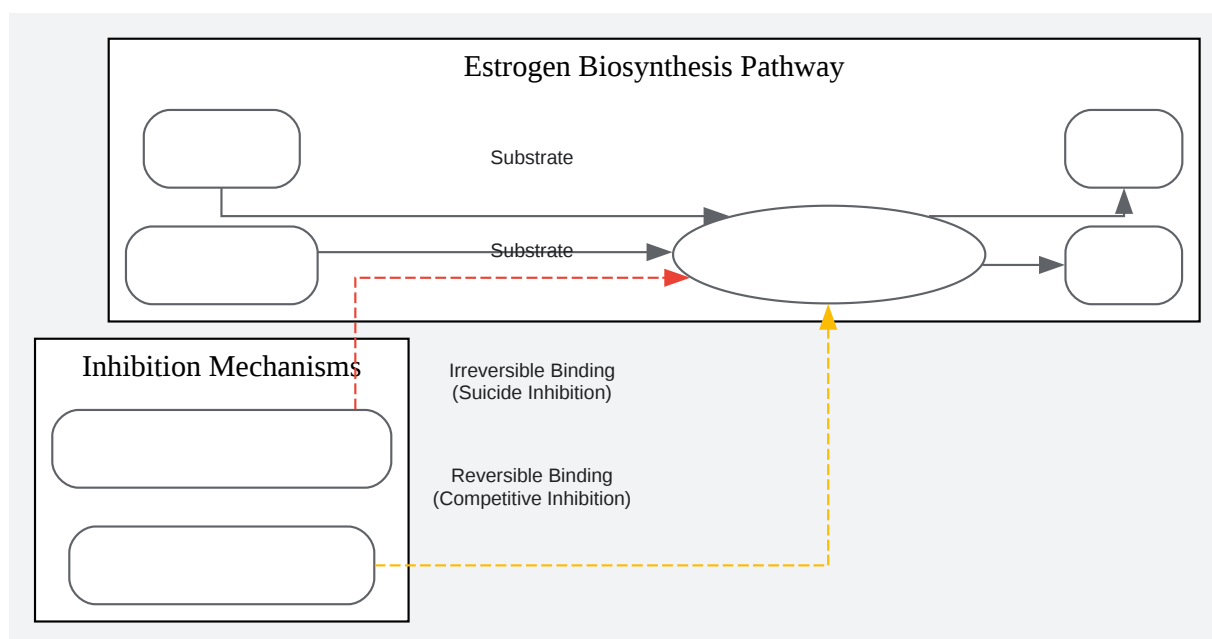 Estrogen Biosynthesis Pathway
Substrate
Substrate
Inhibition Mechanisms
Irreversible Binding
(Suicide Inhibition)
Reversible Binding
(Competitive Inhibition)